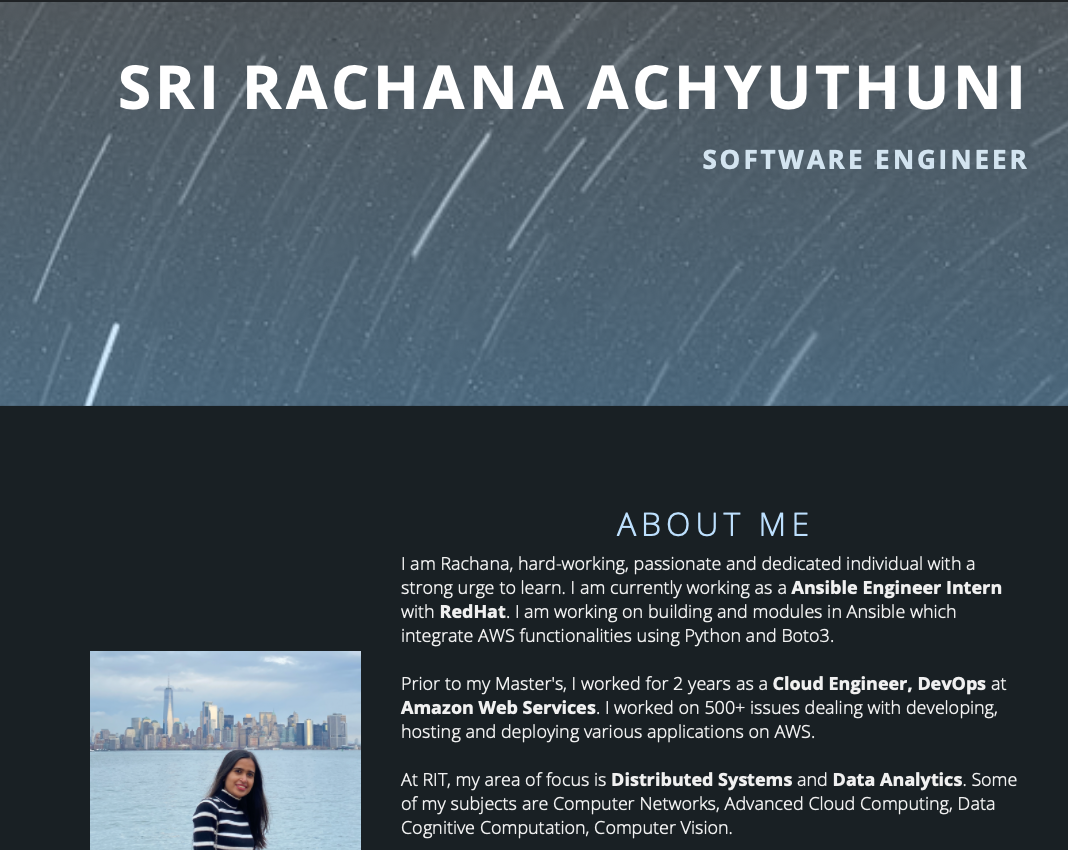 SRI RACHANA ACHYUTHUNI
SOFTWARE ENGINEER
ABOUT ME
I am Rachana, hard-working, passionate and dedicated individual with a
strong urge to learn. I am currently working as a Ansible Engineer Intern
with RedHat. I am working on building and modules in Ansible which
integrate AWS functionalities using Python and Boto3.
Prior to my Master's, I worked for 2 years as a Cloud Engineer, DevOps at
Amazon Web Services. I worked on 500+ issues dealing with developing,
hosting and deploying various applications on AWS.
At RIT, my area of focus is Distributed Systems and Data Analytics. Some
of my subjects are Computer Networks, Advanced Cloud Computing, Data
Cognitive Computation, Computer Vision.